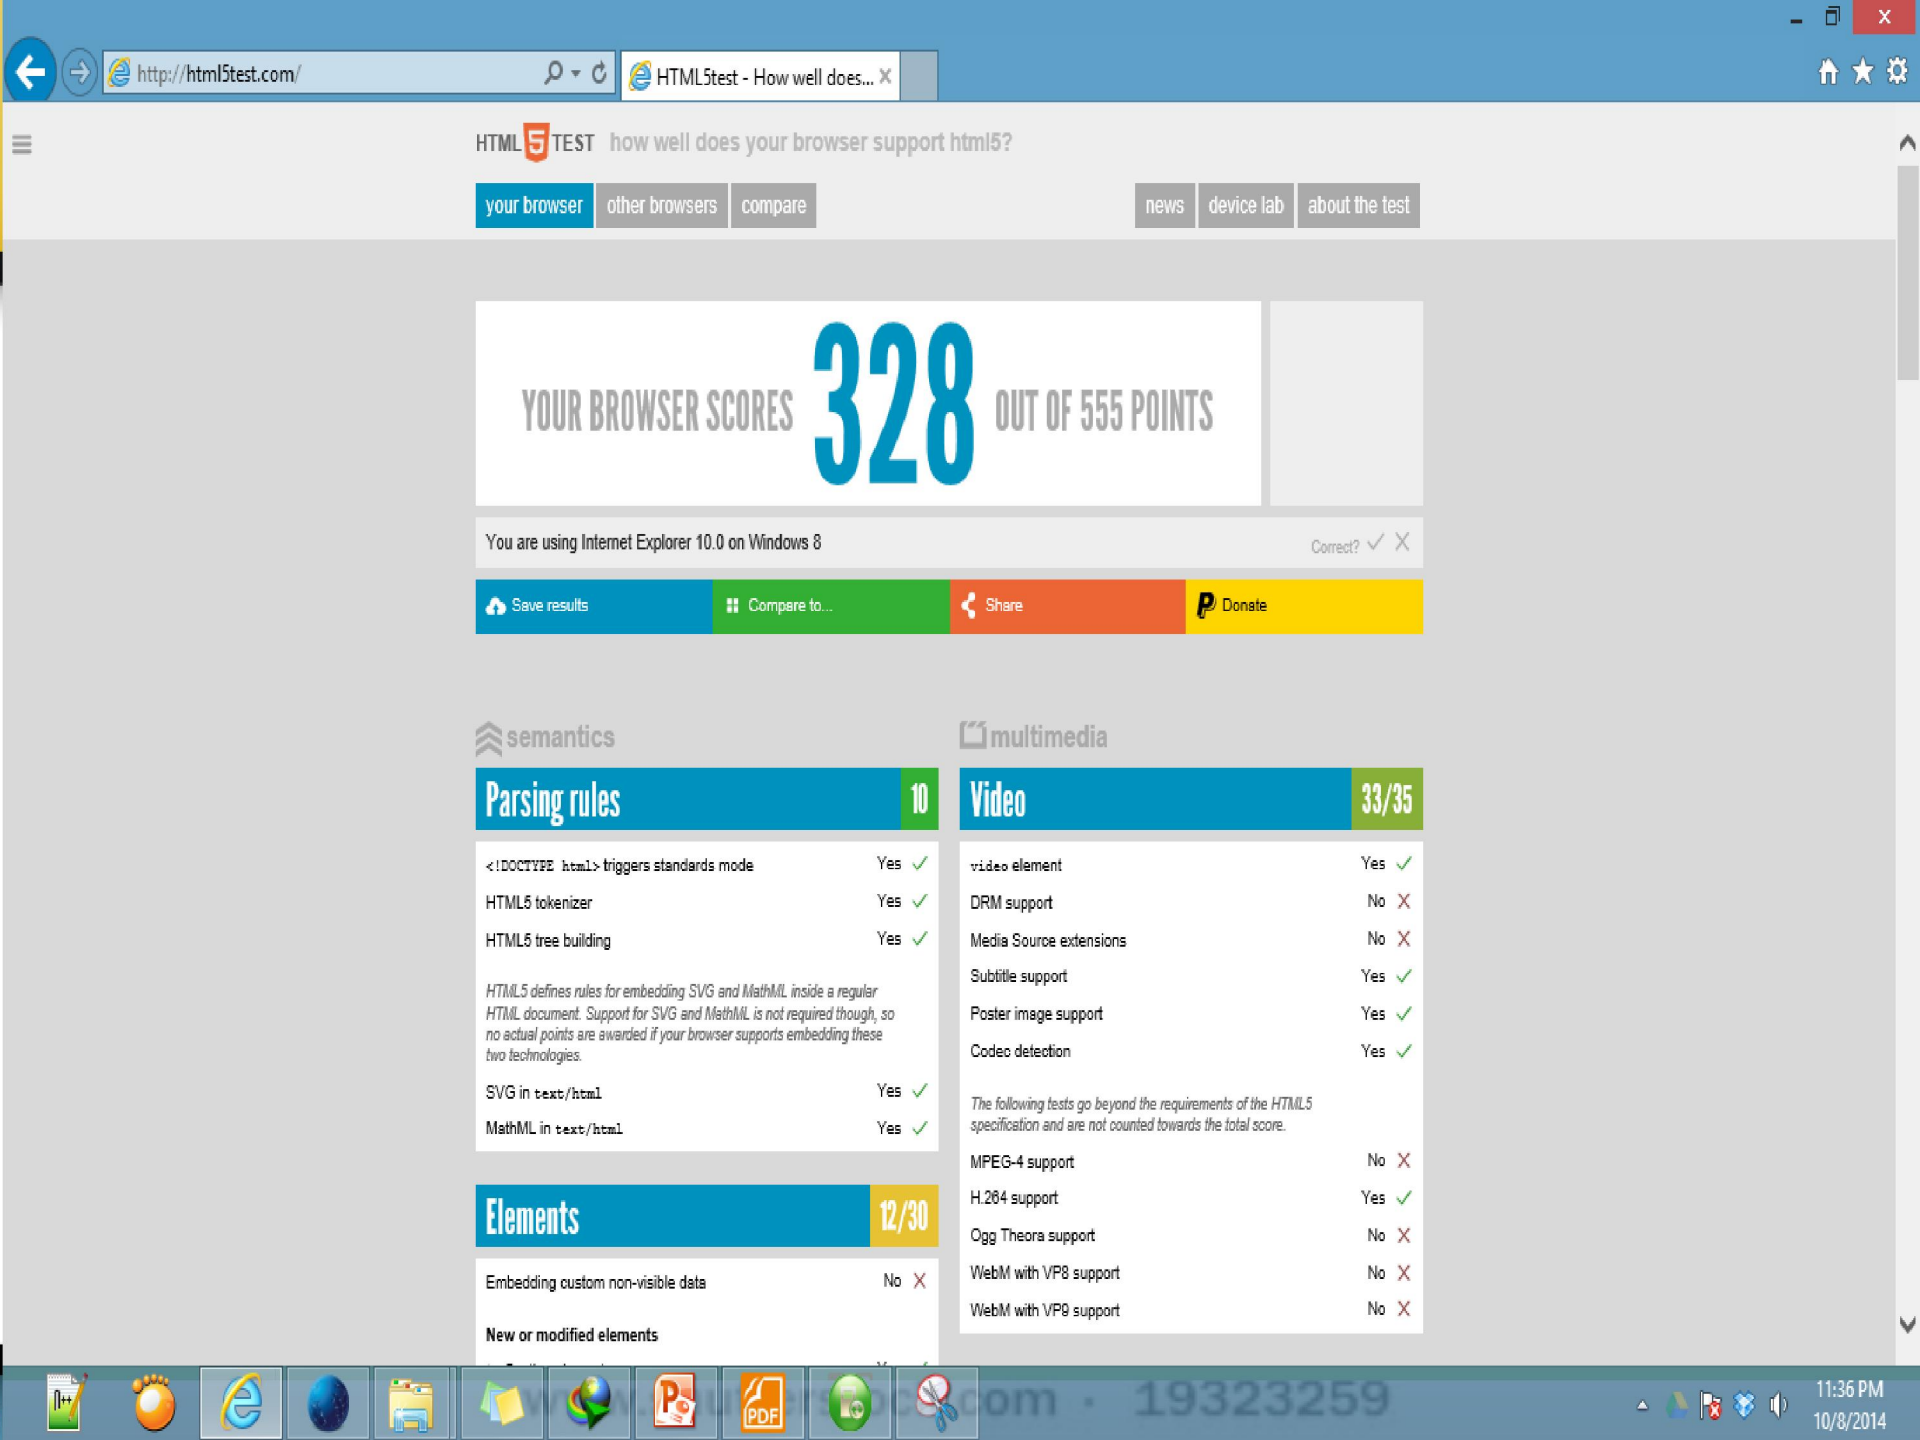 http://html5test.com/
HTML5test - How well does...
HTML 5 TEST how well does your browser support html5?
your browser other browsers compare news device lab about the test
YOUR BROWSER SCORES 328 OUT OF 555 POINTS
You are using Internet Explorer 10.0 on Windows 8 Correct?
Save results Compare to... Share Donate
semantics
Parsing rules 10
<!DOCTYPE html> triggers standards mode Yes
HTML5 tokenizer Yes
HTML5 tree building Yes
HTML5 defines rules for embedding SVG and MathML inside a regular
HTML document. Support for SVG and MathML is not required though, so
no actual points are awarded if your browser supports embedding these
two technologies.
SVG in text/html Yes
MathML in text/html Yes
Elements 12/30
Embedding custom non-visible data No
New or modified elements
multimedia
Video 33/35
video element Yes
DRM support No
Media Source extensions No
Subtitle support Yes
Poster image support Yes
Codec detection Yes
The following tests go beyond the requirements of the HTML5
specification and are not counted towards the total score.
MPEG-4 support No
H.264 support Yes
Ogg Theora support No
WebM with VP8 support No
WebM with VP9 support No
PDF
19323259
11:36 PM
10/8/2014